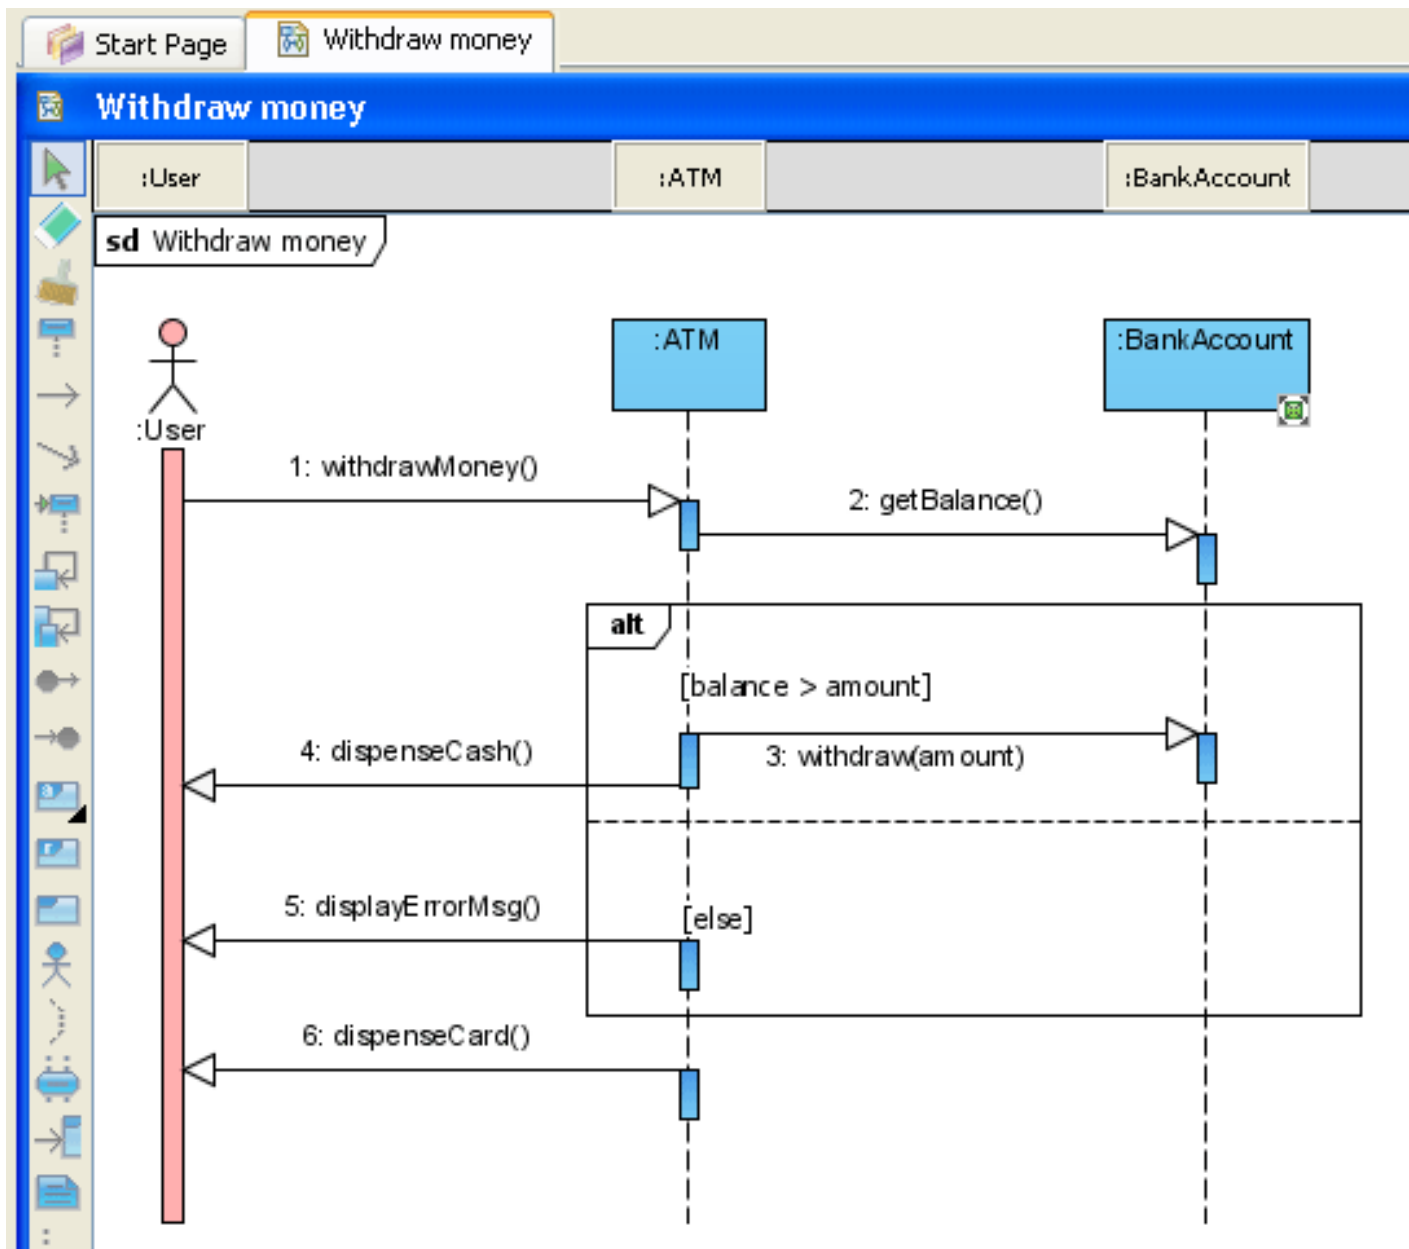 Start Page
Withdraw money
Withdraw money
:User
:ATM
:BankAccount
sd Withdraw money
:ATM
:BankAccount
:User
1: withdrawMoney()
2: getBalance()
alt
[balance > amount]
4: dispenseCash()
3: withdraw(amount)
5: displayErrorMsg()
[else]
6: dispenseCard()